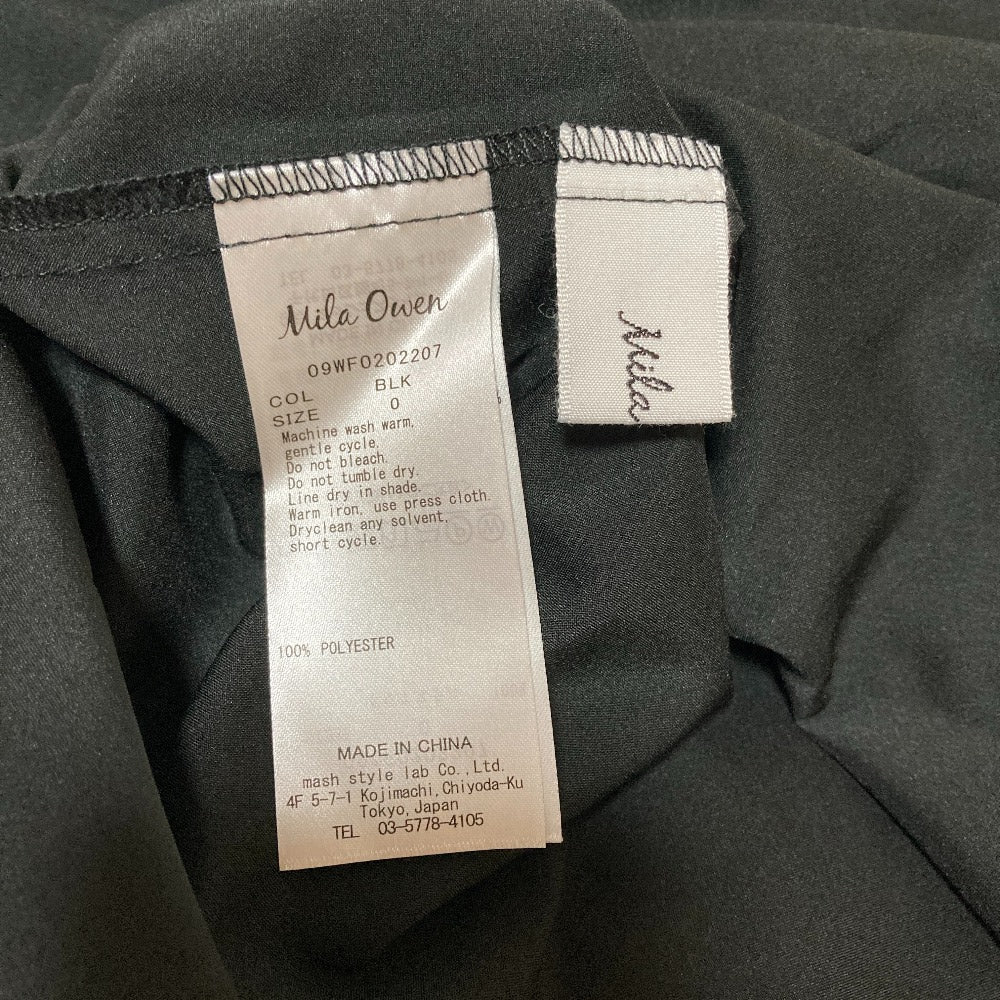 Mila Owen
09WF0202207
COL BLK
SIZE 0
Machine wash warm,
gentle cycle.
Do not bleach.
Do not tumble dry.
Line dry in shade.
Warm iron, use press cloth.
Dryclean any solvent,
short cycle.
100% POLYESTER
MADE IN CHINA
mash style lab Co.,Ltd.
4F 5-7-1 Kojimachi,Chiyoda-Ku
Tokyo,Japan
TEL 03-5778-4105
Mila